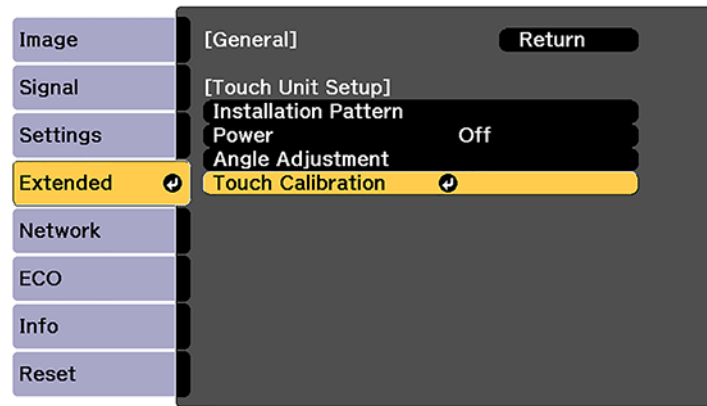 Image
Signal
Settings
Extended
Network
ECO
Info
Reset
[General] Return
[Touch Unit Setup]
Installation Pattern
Power Off
Angle Adjustment
Touch Calibration